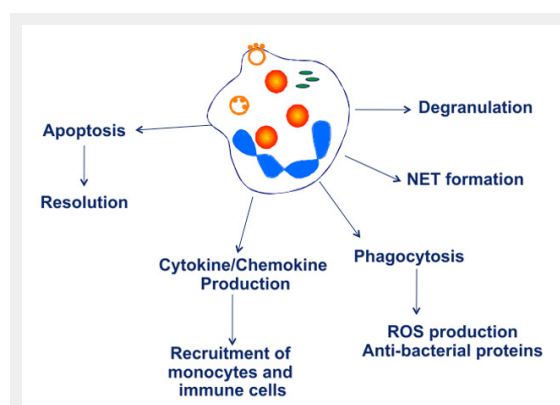 Degranulation
Apoptosis
NET formation
Resolution
Cytokine/Chemokine
Production
Phagocytosis
ROS production
Anti-bacterial proteins
Recruitment of
monocytes and
immune cells